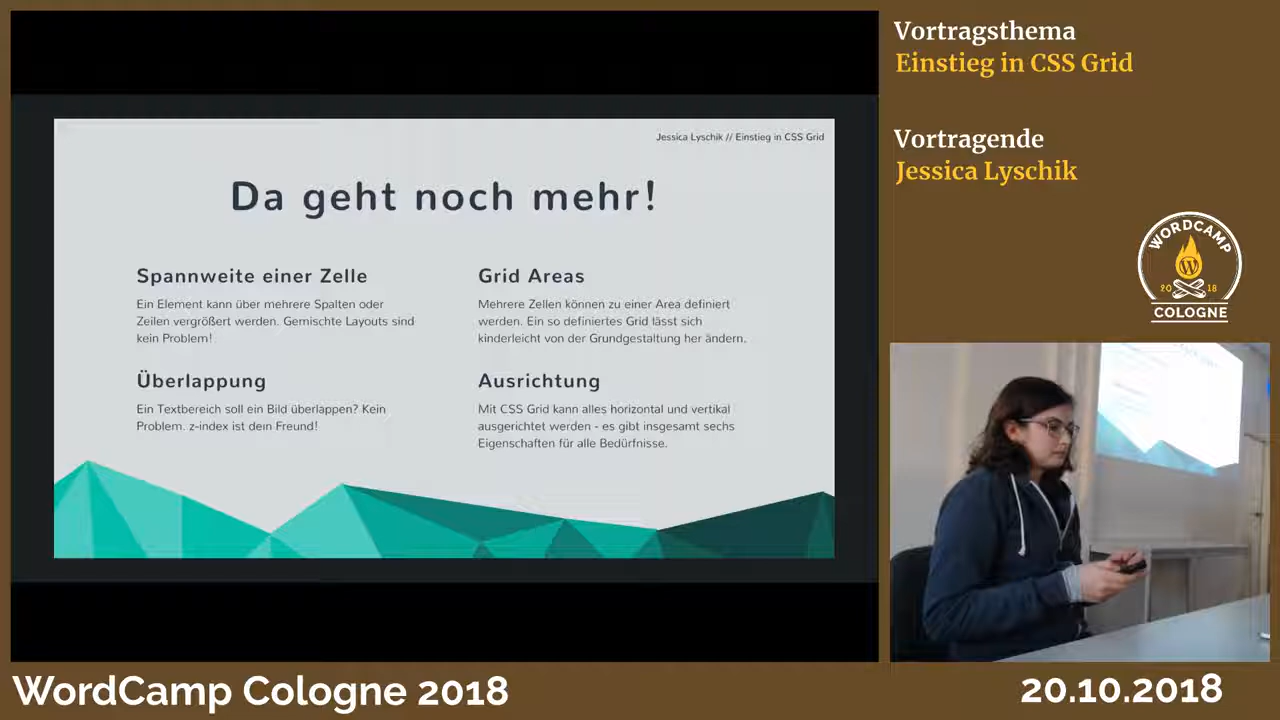 Jessica Lyschik // Einstieg in CSS Grid
Da geht noch mehr!
Spannweite einer Zelle
Ein Element kann über mehrere Spalten oder
Zeilen vergrößert werden. Gemischte Layouts sind
kein Problem!
Überlappung
Ein Textbereich soll ein Bild überlappen? Kein
Problem. z-index ist dein Freund!
Grid Areas
Mehrere Zellen können zu einer Area definiert
werden. Ein so definiertes Grid lässt sich
kinderleicht von der Grundgestaltung her ändern.
Ausrichtung
Mit CSS Grid kann alles horizontal und vertikal
ausgerichtet werden - es gibt insgesamt sechs
Eigenschaften für alle Bedürfnisse.
Vortragsthema
Einstieg in CSS Grid
Vortragende
Jessica Lyschik
WORDCAMP
20 18
COLOGNE
WordCamp Cologne 2018
20.10.2018